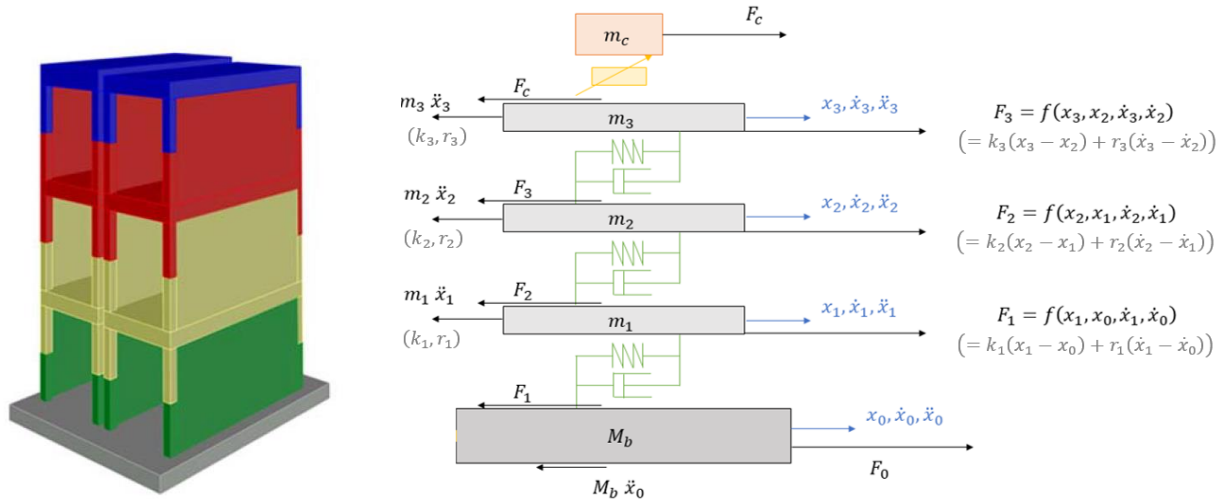 F_c
m_c
F_c
m_3 ẍ_3
(k_3, r_3)
m_3
x_3, ẋ_3, ẍ_3
F_3 = f(x_3, x_2, ẋ_3, ẋ_2)
(= k_3(x_3 − x_2) + r_3(ẋ_3 − ẋ_2))
F_3
m_2 ẍ_2
(k_2, r_2)
m_2
x_2, ẋ_2, ẍ_2
F_2 = f(x_2, x_1, ẋ_2, ẋ_1)
(= k_2(x_2 − x_1) + r_2(ẋ_2 − ẋ_1))
F_2
m_1 ẍ_1
(k_1, r_1)
m_1
x_1, ẋ_1, ẍ_1
F_1 = f(x_1, x_0, ẋ_1, ẋ_0)
(= k_1(x_1 − x_0) + r_1(ẋ_1 − ẋ_0))
F_1
x_0, ẋ_0, ẍ_0
M_b
F_0
M_b ẍ_0